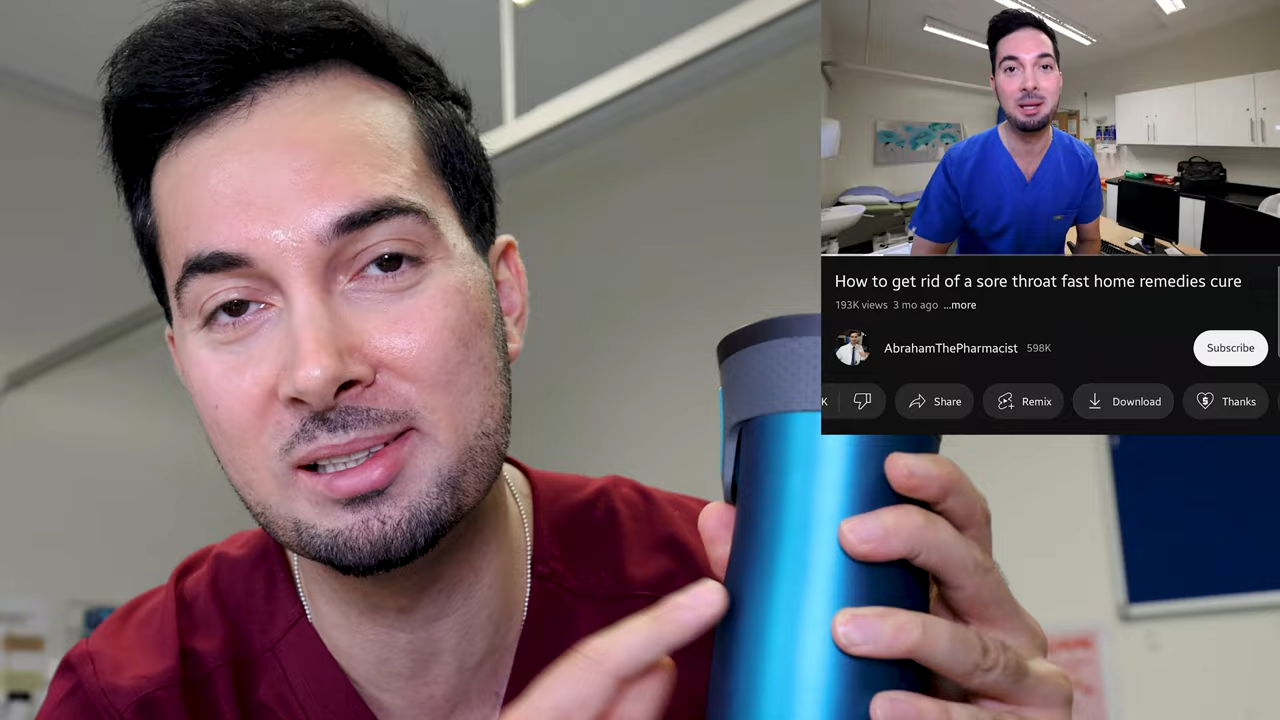 How to get rid of a sore throat fast home remedies cure
193K views 3 mo ago ...more
AbrahamThePharmacist 598K
Subscribe
K
Share
Remix
Download
Thanks